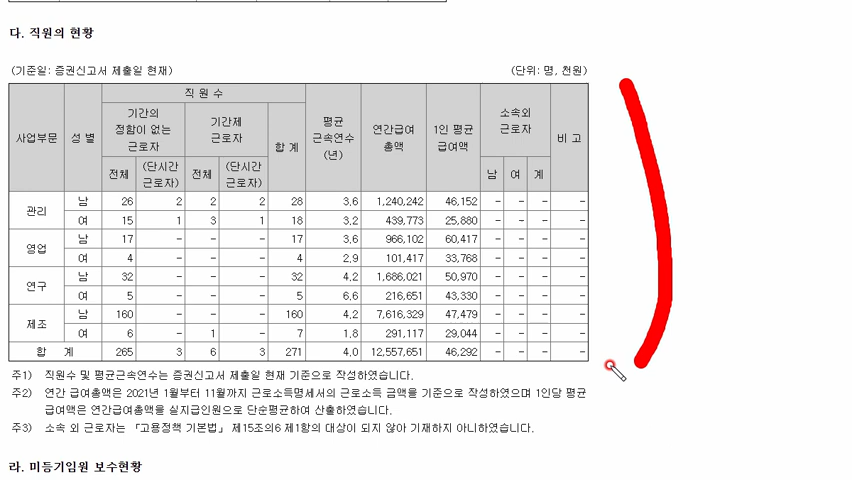 다. 직원의 현황
(기준일: 증권신고서 제출일 현재) (단위: 명, 천원)
사업부문 성 별 직 원 수 평균 근속연수 (년) 연간급여 총액 1인 평균 급여액 소속외 근로자 비 고
기간의 정함이 없는 근로자 기간제 근로자 합 계 남 여 계
전체 (단시간 근로자) 전체 (단시간 근로자)
관리 남 26 2 2 2 28 3.6 1,240,242 46,152 – – – –
여 15 1 3 1 18 3.2 439,773 25,880 – – – –
영업 남 17 – – – 17 3.6 966,102 60,417 – – – –
여 4 – – – 4 2.9 101,417 33,768 – – – –
연구 남 32 – – – 32 4.2 1,686,021 50,970 – – – –
여 5 – – – 5 6.6 216,651 43,330 – – – –
제조 남 160 – – – 160 4.2 7,616,329 47,479 – – – –
여 6 – 1 – 7 1.8 291,117 29,044 – – – –
합 계 265 3 6 3 271 4.0 12,557,651 46,292 – – – –
주1) 직원수 및 평균근속연수는 증권신고서 제출일 현재 기준으로 작성하였습니다.
주2) 연간 급여총액은 2021년 1월부터 11월까지 근로소득명세서의 근로소득 금액을 기준으로 작성하였으며 1인당 평균
급여액은 연간급여총액을 실지급인원으로 단순평균하여 산출하였습니다.
주3) 소속 외 근로자는 「고용정책 기본법」 제15조의6 제1항의 대상이 되지 않아 기재하지 아니하였습니다.
라. 미등기임원 보수현황